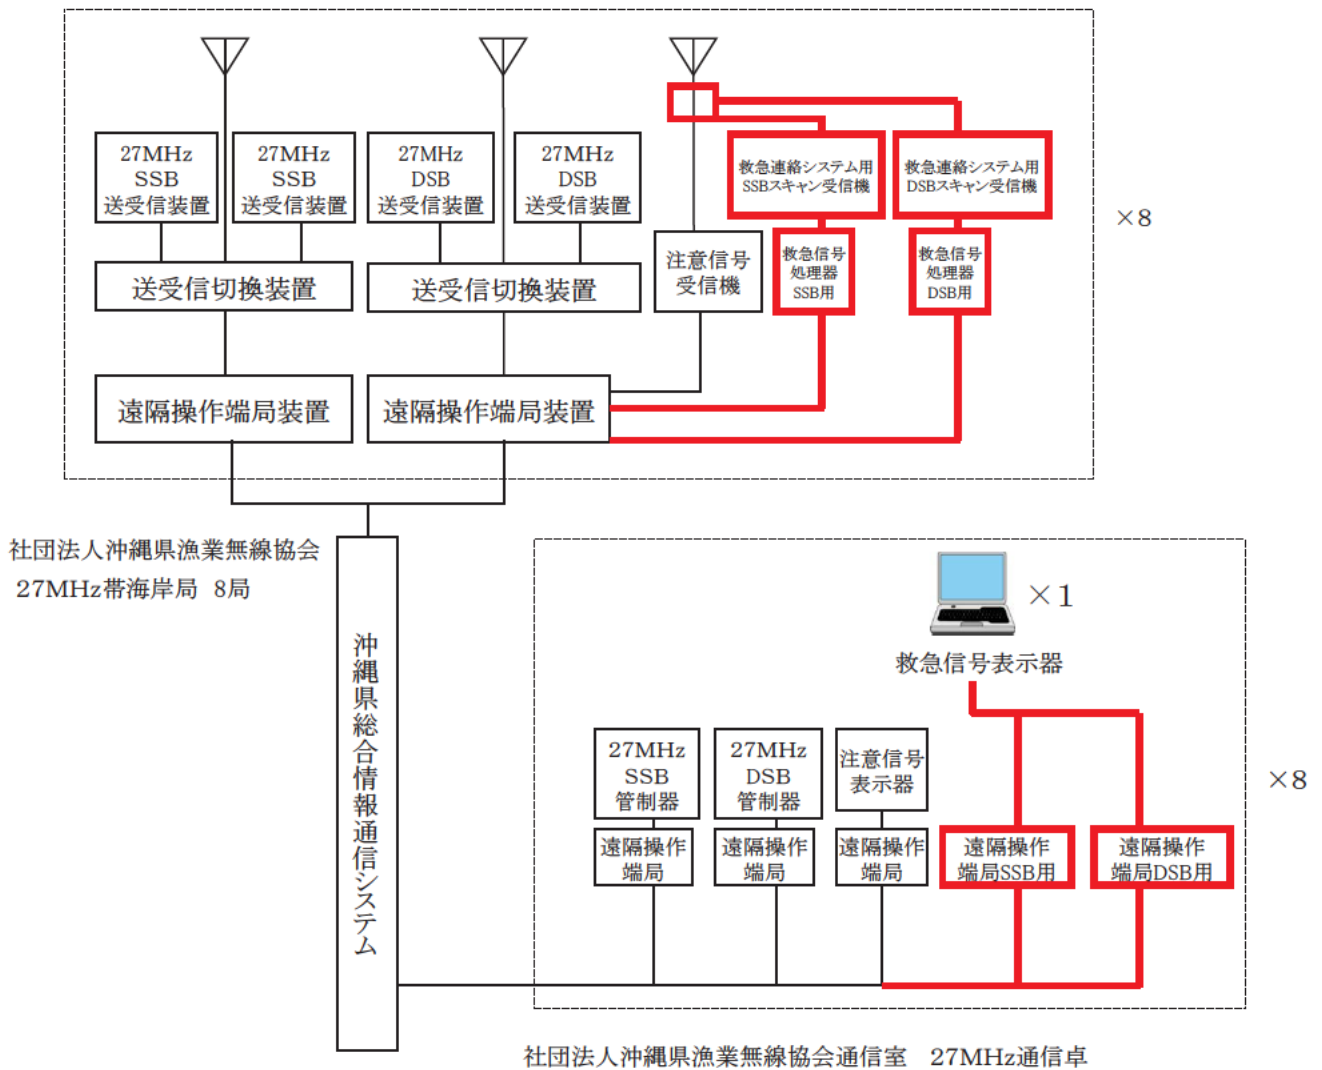 27MHz
SSB
送受信装置
27MHz
SSB
送受信装置
27MHz
DSB
送受信装置
27MHz
DSB
送受信装置
救急連絡システム用
SSBスキャン受信機
救急連絡システム用
DSBスキャン受信機
×8
注意信号
受信機
救急信号
処理器
SSB用
救急信号
処理器
DSB用
送受信切換装置
送受信切換装置
遠隔操作端局装置
遠隔操作端局装置
社団法人沖縄県漁業無線協会
27MHz帯海岸局 8局
沖縄県総合情報通信システム
×1
救急信号表示器
27MHz
SSB
管制器
27MHz
DSB
管制器
注意信号
表示器
×8
遠隔操作
端局
遠隔操作
端局
遠隔操作
端局
遠隔操作
端局SSB用
遠隔操作
端局DSB用
社団法人沖縄県漁業無線協会通信室 27MHz通信卓